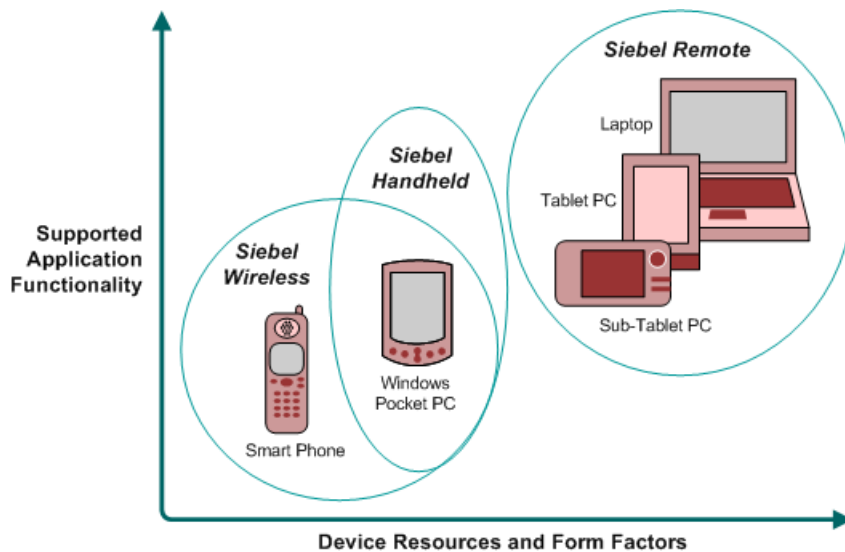 Siebel Remote
Laptop
Siebel
Handheld
Tablet PC
Supported
Application
Functionality
Siebel
Wireless
Sub-Tablet PC
Windows
Pocket PC
Smart Phone
Device Resources and Form Factors